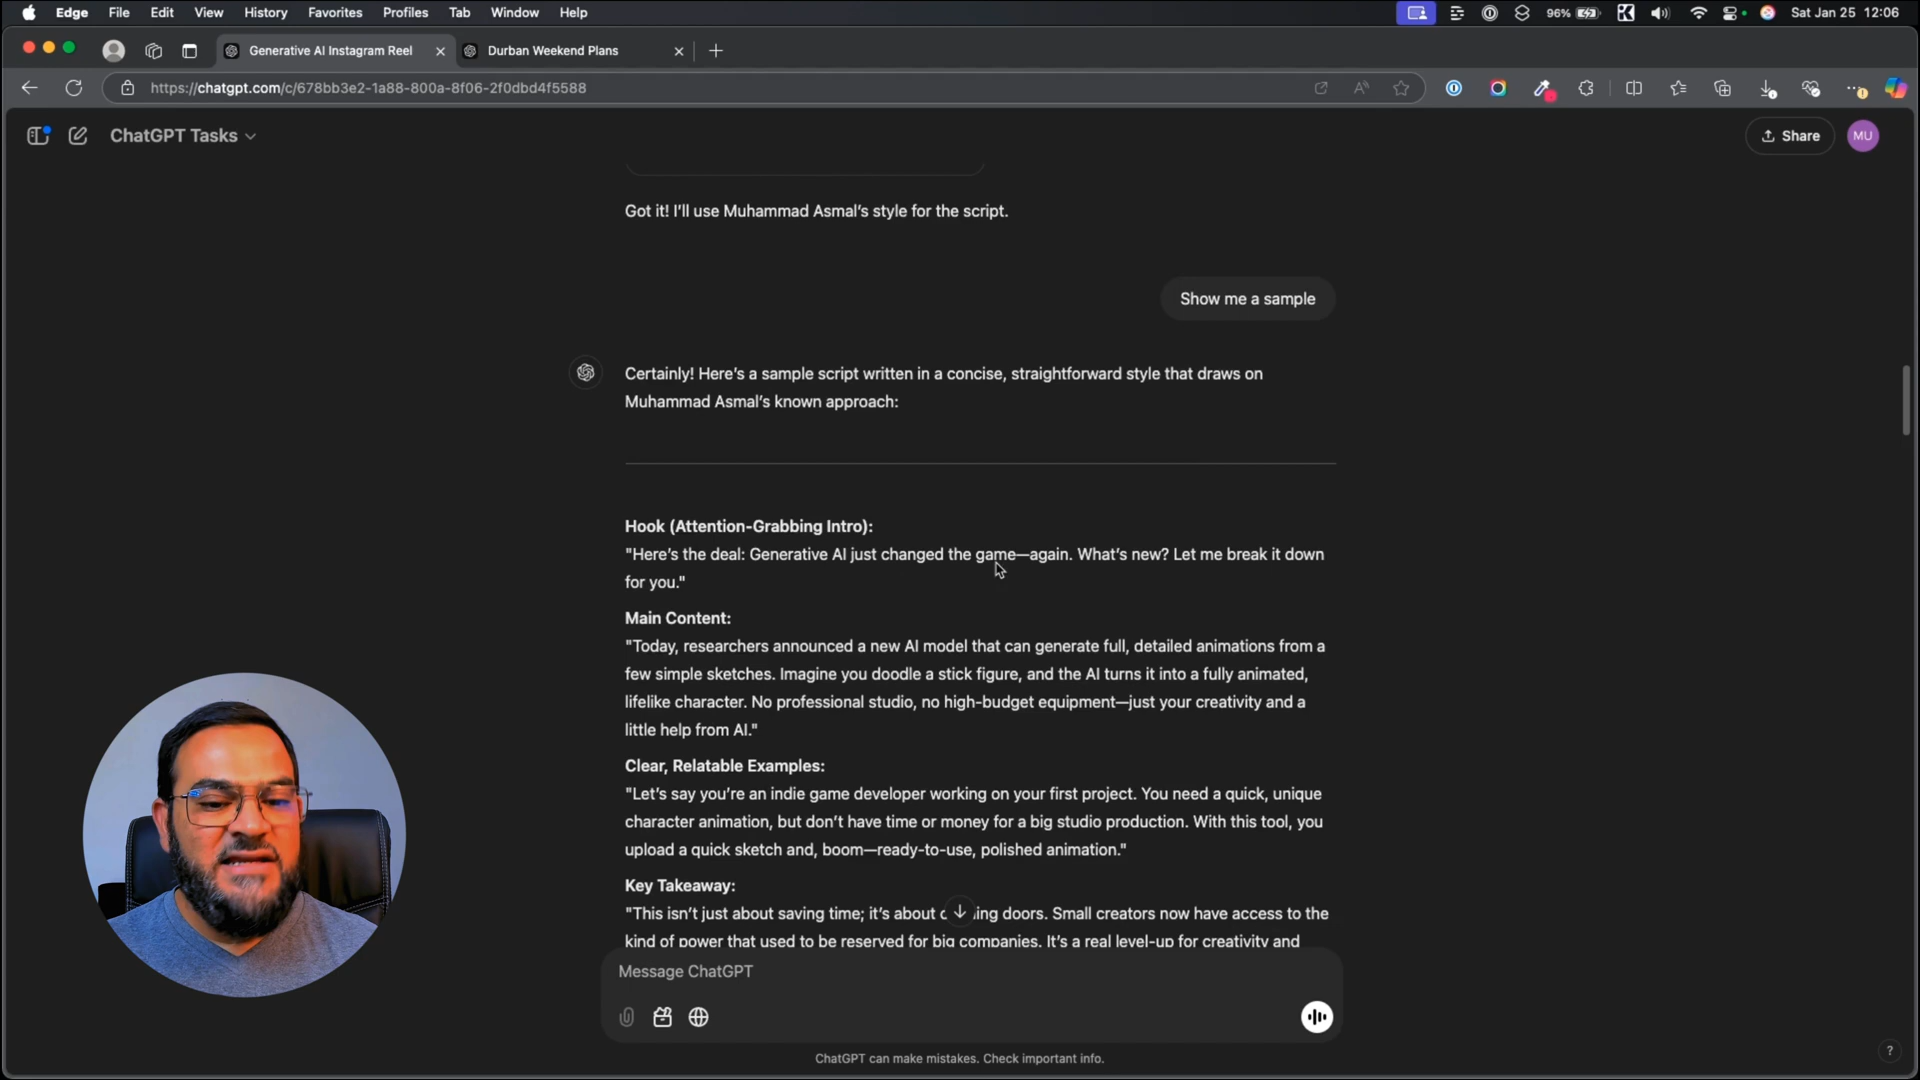 Edge File Edit View History Favorites Profiles Tab Window Help 96% Sat Jan 25 12:06
Generative AI Instagram Reel Durban Weekend Plans
https://chatgpt.com/c/678bb3e2-1a88-800a-8f06-2f0dbd4f5588
ChatGPT Tasks Share MU
Got it! I'll use Muhammad Asmal's style for the script.
Show me a sample
Certainly! Here's a sample script written in a concise, straightforward style that draws on
Muhammad Asmal's known approach:
Hook (Attention-Grabbing Intro):
"Here's the deal: Generative AI just changed the game—again. What's new? Let me break it down
for you."
Main Content:
"Today, researchers announced a new AI model that can generate full, detailed animations from a
few simple sketches. Imagine you doodle a stick figure, and the AI turns it into a fully animated,
lifelike character. No professional studio, no high-budget equipment—just your creativity and a
little help from AI."
Clear, Relatable Examples:
"Let's say you're an indie game developer working on your first project. You need a quick, unique
character animation, but don't have time or money for a big studio production. With this tool, you
upload a quick sketch and, boom—ready-to-use, polished animation."
Key Takeaway:
"This isn't just about saving time; it's about doors. Small creators now have access to the
kind of power that used to be reserved for big companies. It's a real level-up for creativity and
Message ChatGPT
ChatGPT can make mistakes. Check important info.
?